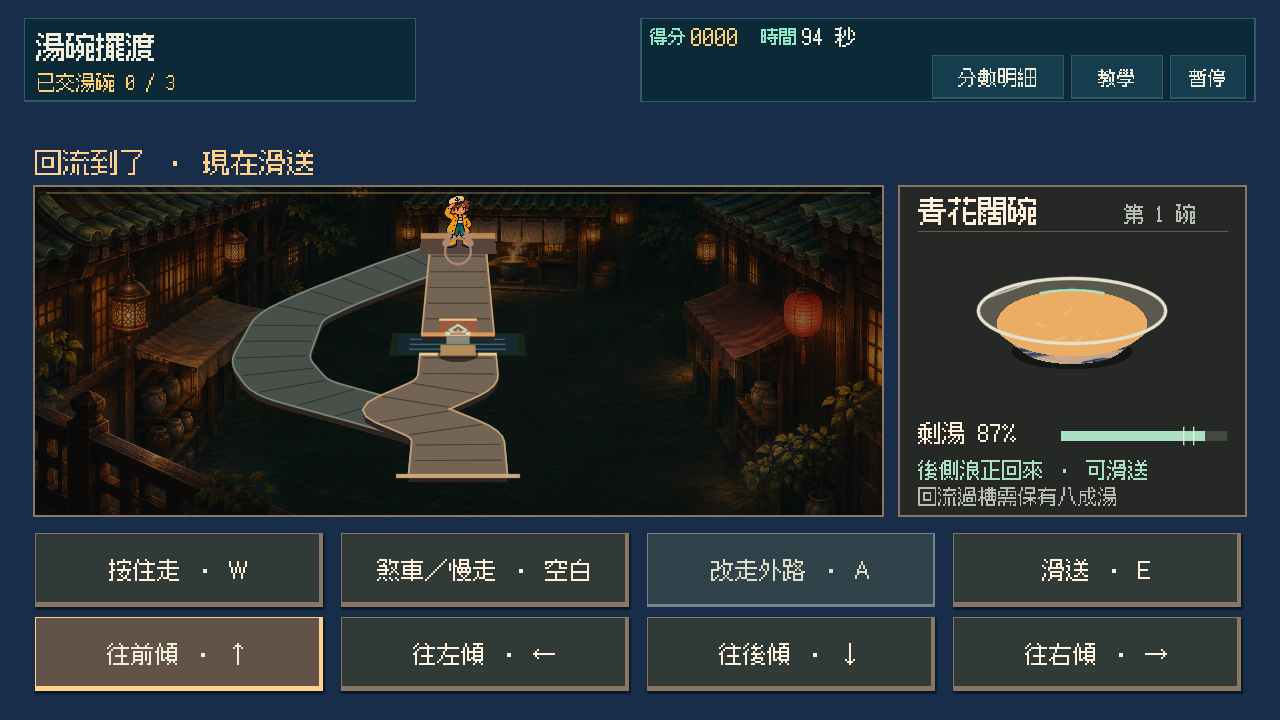 湯碗擺渡
已交湯碗 0 / 3
得分 0000 時間 94 秒
分數明細 教學 暫停
回流到了 · 現在滑送
青花闊碗 第 1 碗
剩湯 87%
後側浪正回來 · 可滑送
回流過槽需保有八成湯
按住走 · W 煞車／慢走 · 空白 改走外路 · A 滑送 · E
往前傾 · ↑ 往左傾 · ← 往後傾 · ↓ 往右傾 · →